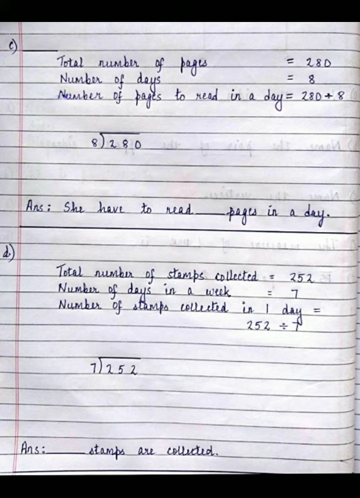 c)
Total number of pages = 280
Number of days = 8
Number of pages to read in a day = 280 ÷ 8
8)280
Ans: She have to read ___ pages in a day.
d)
Total number of stamps collected = 252
Number of days in a week = 7
Number of stamps collected in 1 day =
252 ÷ 7
7)252
Ans: ___ stamps are collected.